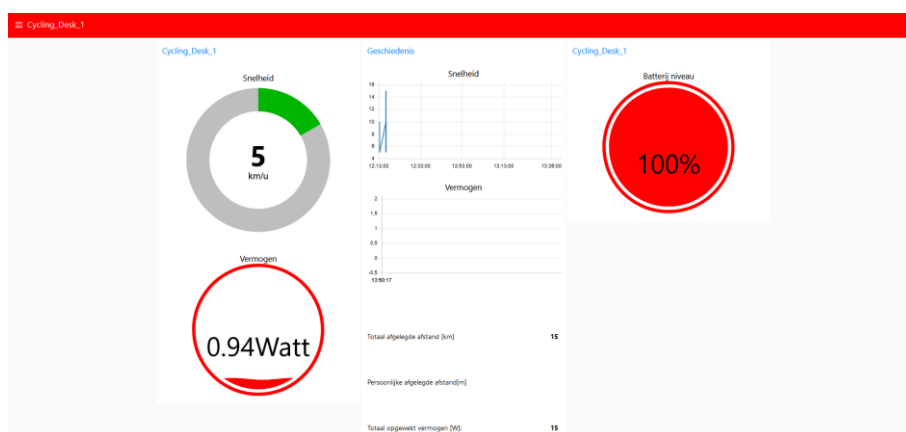 ≡ Cycling_Desk_1
Cycling_Desk_1
Snelheid
5
km/u
Vermogen
0.94Watt
Geschiedenis
Snelheid
16
14
12
10
8
6
4
12:13:00 12:33:00 12:53:00 13:13:00 13:38:00
Vermogen
2
1,5
1
0,5
0
-0,5
13:50:17
Totaal afgelegde afstand [km] 15
Persoonlijke afgelegde afstand[m]
Totaal opgewekt vermogen [W]: 15
Cycling_Desk_1
Batterij niveau
100%